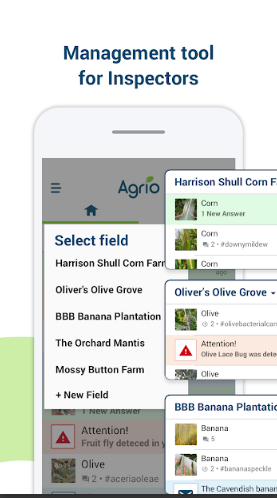 Management tool
for Inspectors
Agrio
Select field
Harrison Shull Corn Farm
Oliver's Olive Grove
BBB Banana Plantation
The Orchard Mantis
Mossy Button Farm
+ New Field
1 New Answer
Attention!
Fruit fly deteced in y
Olive
2 • #aceriaoleae
Harrison Shull Corn F
Corn
1 New Answer
Corn
2 • #downymildew
Corn
ago
Oliver's Olive Grove
Olive
2 • #olivebacterialcan
Attention!
Olive Lace Bug was dete
Olive
BBB Banana Plantatio
Banana
5
Banana
2 • #bananaspeckle
The Cavendish banan